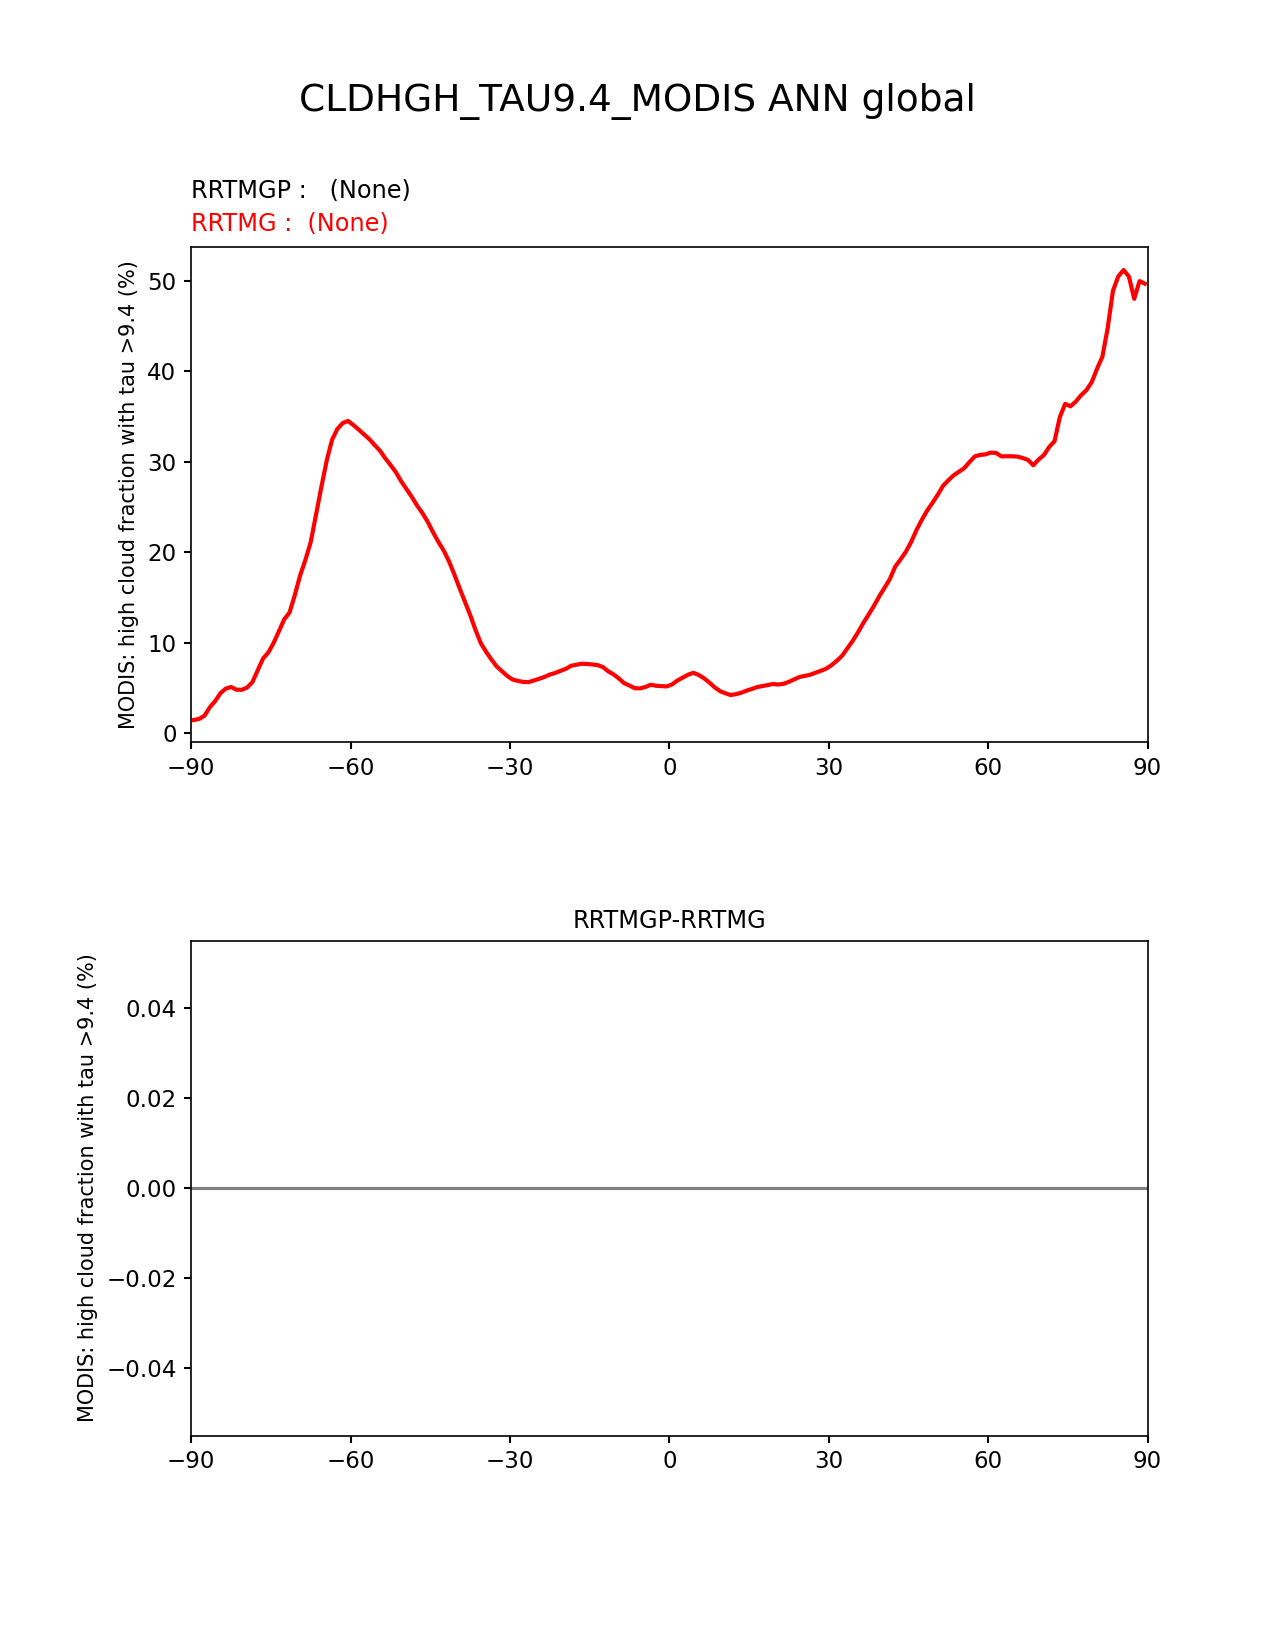 CLDHGH_TAU9.4_MODIS ANN global
RRTMGP :   (None)
RRTMG :  (None)
MODIS: high cloud fraction with tau >9.4 (%)
50
40
30
20
10
0
−90 −60 −30 0 30 60 90
RRTMGP-RRTMG
MODIS: high cloud fraction with tau >9.4 (%)
0.04
0.02
0.00
−0.02
−0.04
−90 −60 −30 0 30 60 90